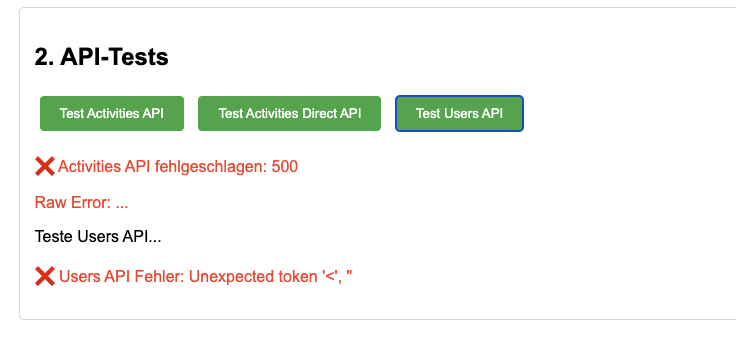 2. API-Tests
Test Activities API
Test Activities Direct API
Test Users API
❌ Activities API fehlgeschlagen: 500
Raw Error: ...
Teste Users API...
❌ Users API Fehler: Unexpected token '<', "